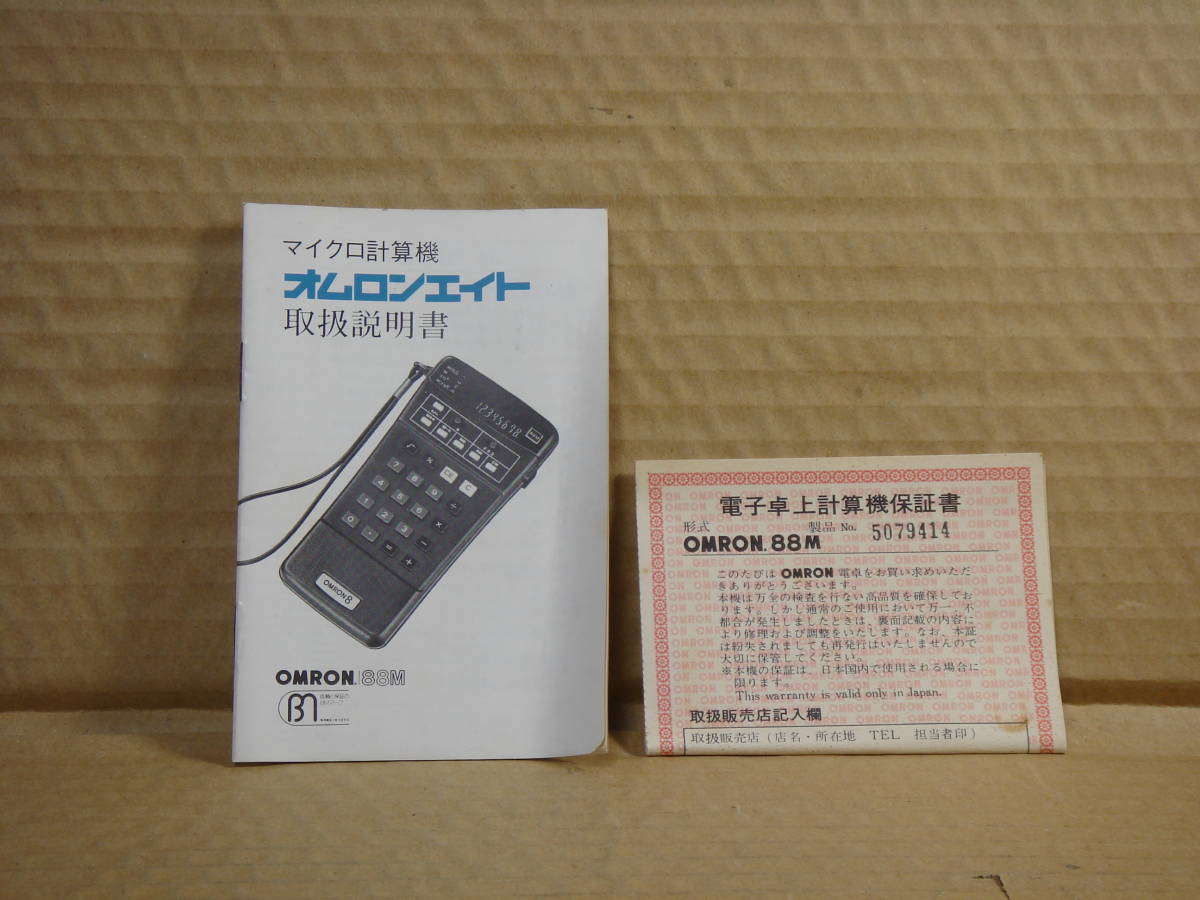 マイクロ計算機
オムロンエイト
取扱説明書
12345678
√ % CE C
7 8 9 ÷
4 5 6 ×
1 2 3 −
0 . = +
OMRON 8
OMRON 88M
電子卓上計算機保証書
形式 製品 No. 5079414
OMRON 88M
このたびは OMRON 電卓をお買い求めいただ
きありがとうございます。
本機は万全の検査を行ない高品質を確保してお
ります。しかし通常のご使用において万一、不
都合が発生しましたときは、裏面記載の内容に
より修理および調整をいたします。なお、本証
は紛失されましても再発行はいたしませんので
大切に保管してください。
※本機の保証は、日本国内で使用される場合に
限ります。
This warranty is valid only in Japan.
取扱販売店記入欄
取扱販売店(店名・所在地 TEL 担当者印)